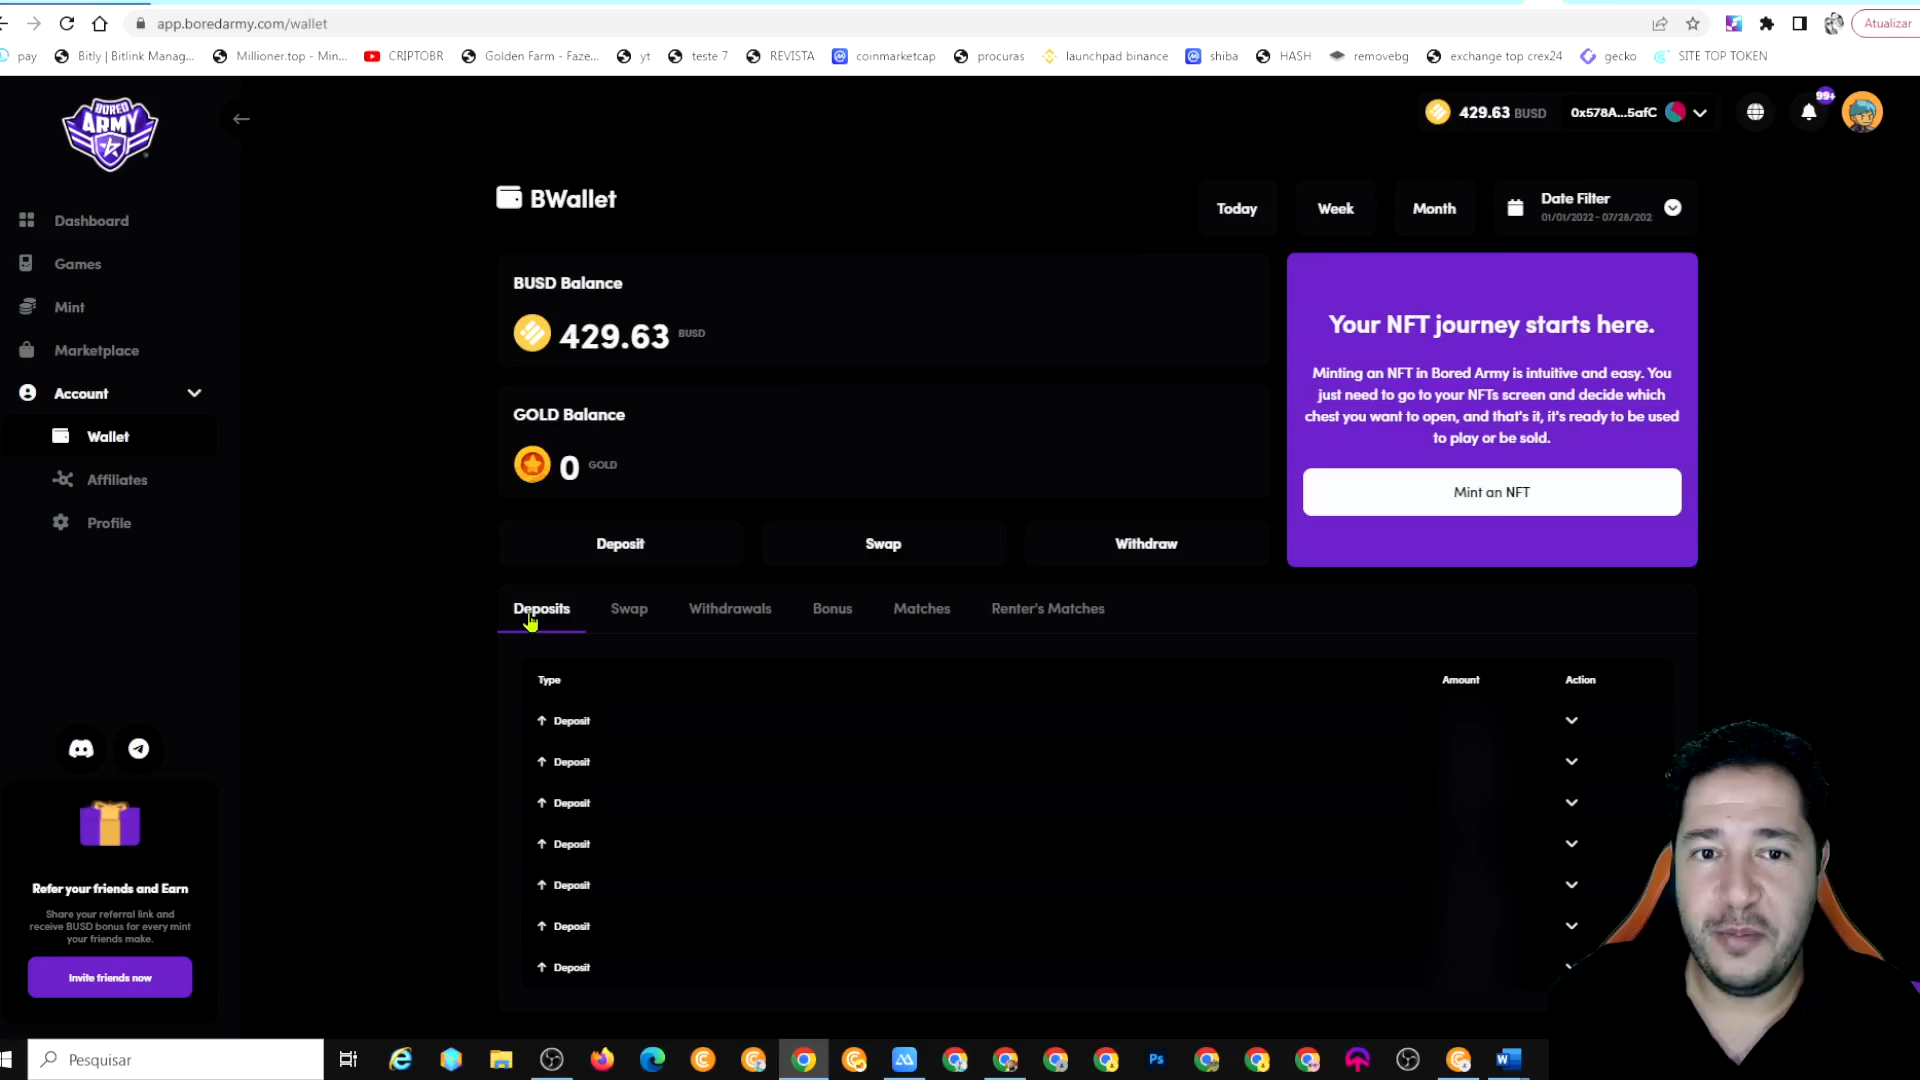 app.boredarmy.com/wallet
Atualizar
pay
Bitly | Bitlink Manag...
Millioner.top - Min...
CRIPTOBR
Golden Farm - Faze...
yt
teste 7
REVISTA
coinmarketcap
procuras
launchpad binance
shiba
HASH
removebg
exchange top crex24
gecko
SITE TOP TOKEN
BORED
ARMY
429.63 BUSD
0x578A...5afC
99+
Dashboard
Games
Mint
Marketplace
Account
Wallet
Affiliates
Profile
Refer your friends and Earn
Share your referral link and
receive BUSD bonus for every mint
your friends make.
Invite friends now
BWallet
Today
Week
Month
Date Filter
01/01/2022 - 07/28/202
BUSD Balance
429.63 BUSD
GOLD Balance
0 GOLD
Deposit
Swap
Withdraw
Your NFT journey starts here.
Minting an NFT in Bored Army is intuitive and easy. You
just need to go to your NFTs screen and decide which
chest you want to open, and that's it, it's ready to be used
to play or be sold.
Mint an NFT
Deposits
Swap
Withdrawals
Bonus
Matches
Renter's Matches
Type
Amount
Action
Deposit
Deposit
Deposit
Deposit
Deposit
Deposit
Deposit
Pesquisar
Ps